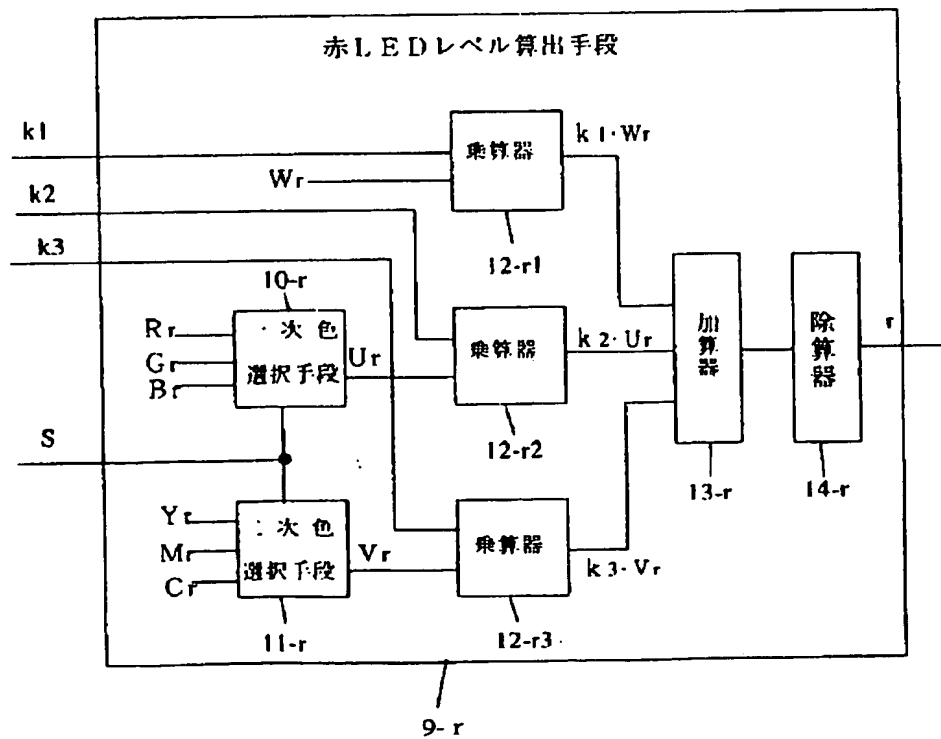 赤LEDレベル算出手段
k1
k2
k3
Wr
乗算器
k1·Wr
12-r1
10-r
Rr
Gr
Br
一次色
選択手段
Ur
乗算器
k2·Ur
12-r2
加算器
13-r
除算器
14-r
r
S
Yr
Mr
Cr
二次色
選択手段
Vr
11-r
乗算器
k3·Vr
12-r3
9-r